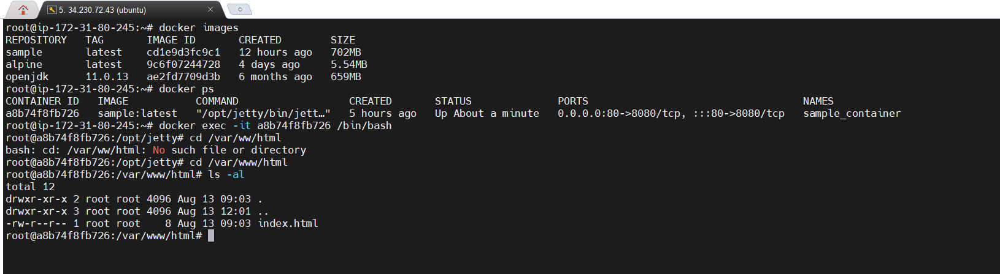 5. 34.230.72.43 (ubuntu)
root@ip-172-31-80-245:~# docker images
REPOSITORY   TAG       IMAGE ID       CREATED        SIZE
sample       latest    cd1e9d3fc9c1   12 hours ago   702MB
alpine       latest    9c6f07244728   4 days ago     5.54MB
openjdk      11.0.13   ae2fd7709d3b   6 months ago   659MB
root@ip-172-31-80-245:~# docker ps
CONTAINER ID   IMAGE           COMMAND                  CREATED       STATUS              PORTS                                   NAMES
a8b74f8fb726   sample:latest   "/opt/jetty/bin/jett…"   5 hours ago   Up About a minute   0.0.0.0:80->8080/tcp, :::80->8080/tcp   sample_container
root@ip-172-31-80-245:~# docker exec -it a8b74f8fb726 /bin/bash
root@a8b74f8fb726:/opt/jetty# cd /var/ww/html
bash: cd: /var/ww/html: No such file or directory
root@a8b74f8fb726:/opt/jetty# cd /var/www/html
root@a8b74f8fb726:/var/www/html# ls -al
total 12
drwxr-xr-x 2 root root 4096 Aug 13 09:03 .
drwxr-xr-x 3 root root 4096 Aug 13 12:01 ..
-rw-r--r-- 1 root root    8 Aug 13 09:03 index.html
root@a8b74f8fb726:/var/www/html#